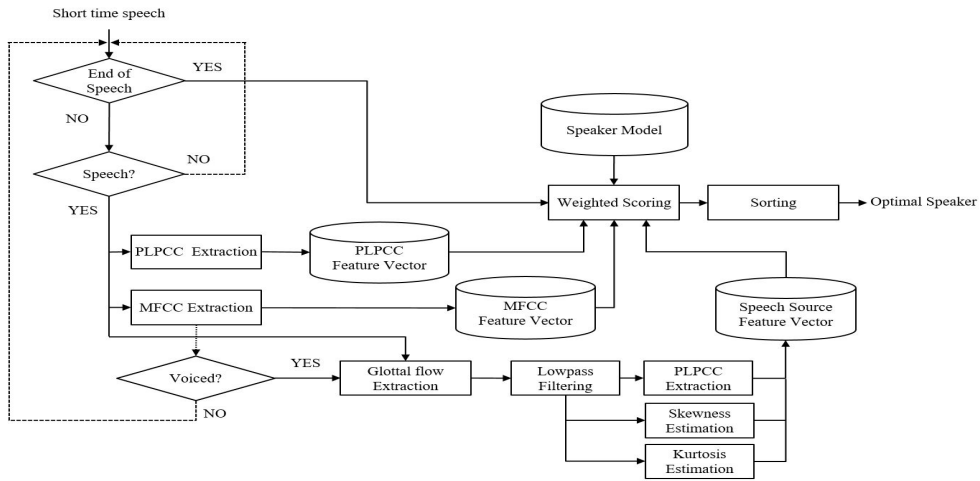 Short time speech
End of
Speech
YES
NO
Speech?
NO
YES
Speaker Model
Weighted Scoring
Sorting
Optimal Speaker
PLPCC Extraction
PLPCC
Feature Vector
MFCC Extraction
MFCC
Feature Vector
Speech Source
Feature Vector
Voiced?
YES
NO
Glottal flow
Extraction
Lowpass
Filtering
PLPCC
Extraction
Skewness
Estimation
Kurtosis
Estimation